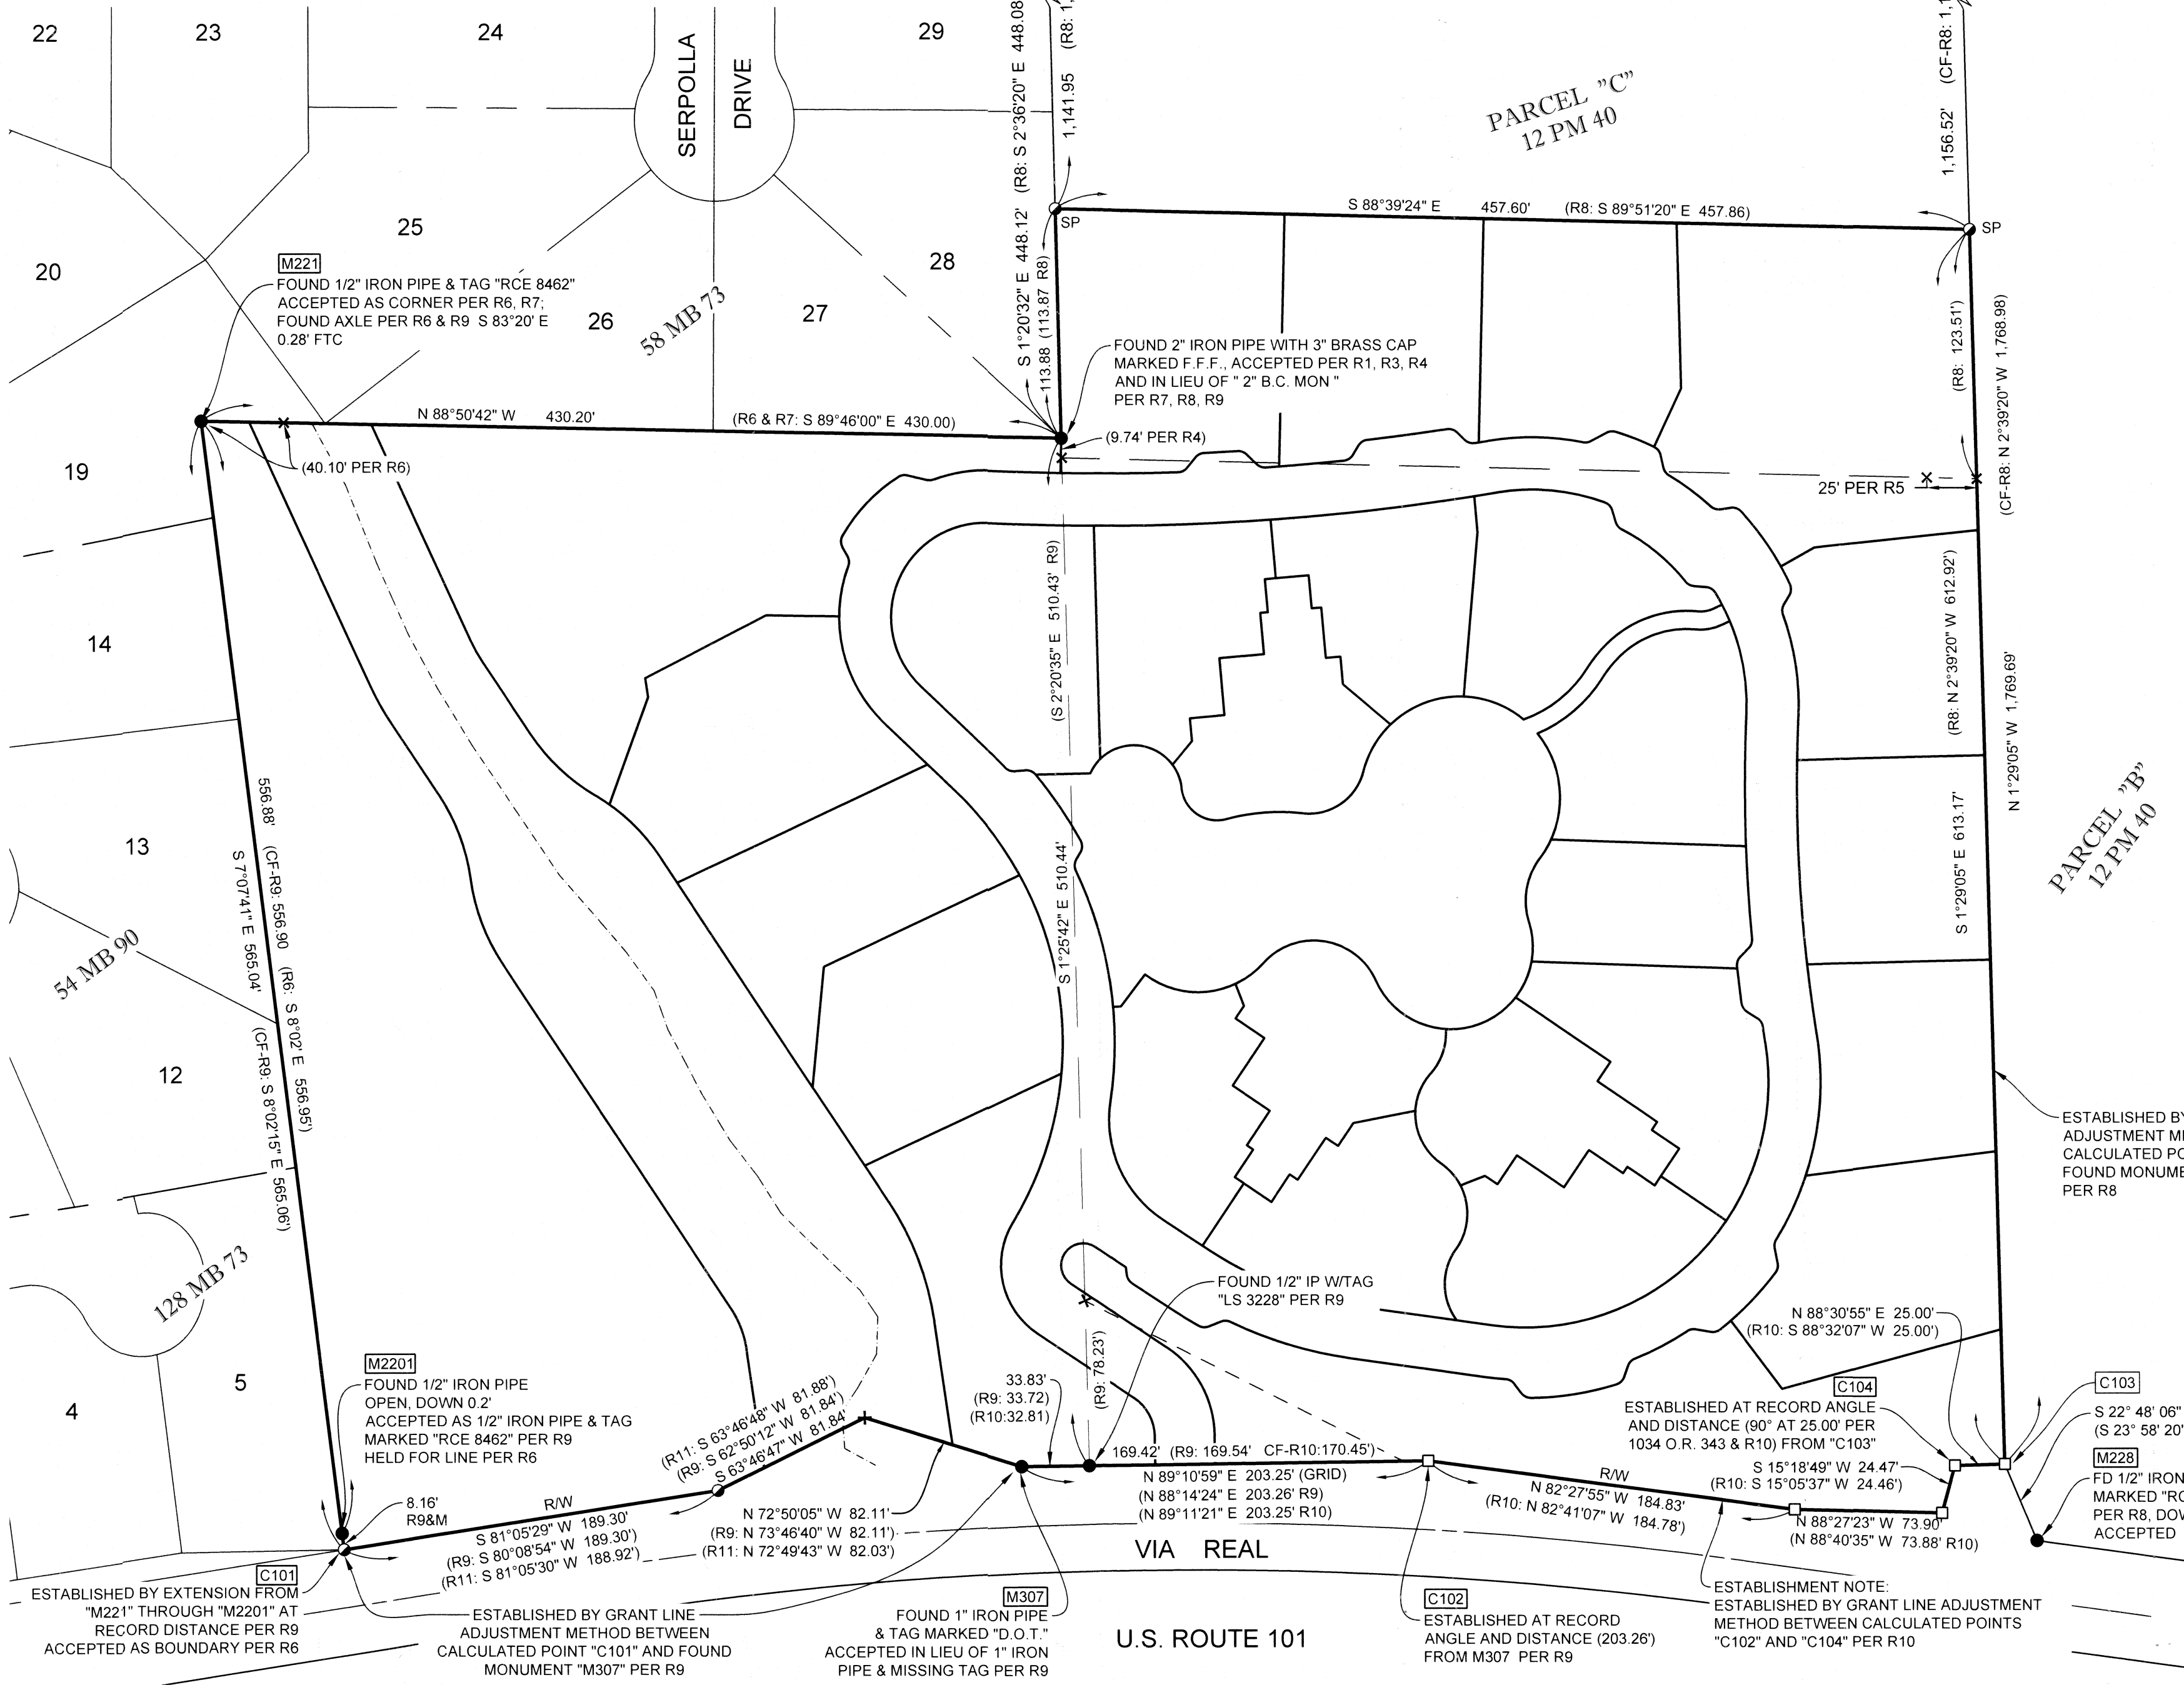 22
23
24
29
SERPOLLA
DRIVE
S 1°20'32" E 448.12' (R8: S 2°36'20" E 448.08
1,141.95 (R8: 1,
PARCEL "C"
12 PM 40
1,156.52' (CF-R8: 1,1
S 88°39'24" E 457.60' (R8: S 89°51'20" E 457.86)
SP
SP
20
25
28
M221
FOUND 1/2" IRON PIPE & TAG "RCE 8462"
ACCEPTED AS CORNER PER R6, R7;
FOUND AXLE PER R6 & R9 S 83°20' E
0.28' FTC
26
58 MB 73
27
113.88 (113.87 R8)
FOUND 2" IRON PIPE WITH 3" BRASS CAP
MARKED F.F.F., ACCEPTED PER R1, R3, R4
AND IN LIEU OF " 2" B.C. MON "
PER R7, R8, R9
(R8: 123.51')
(CF-R8: N 2°39'20" W 1,768.98)
N 88°50'42" W 430.20' (R6 & R7: S 89°46'00" E 430.00)
(9.74' PER R4)
(40.10' PER R6)
25' PER R5
19
14
13
12
(S 2°20'35" E 510.43' R9)
S 1°25'42" E 510.44'
(R8: N 2°39'20" W 612.92')
S 1°29'05" E 613.17'
N 1°29'05" W 1,769.69'
PARCEL "B"
12 PM 40
556.88' (CF-R9: 556.90 (R6: S 8°02' E 556.95')
S 7°07'41" E 565.04' (CF-R9: S 8°02'15" E 565.06')
54 MB 90
ESTABLISHED BY
ADJUSTMENT M
CALCULATED PO
FOUND MONUME
PER R8
128 MB 73
FOUND 1/2" IP W/TAG
"LS 3228" PER R9
(R9: 78.23')
N 88°30'55" E 25.00'
(R10: S 88°32'07" W 25.00')
5
4
M2201
FOUND 1/2" IRON PIPE
OPEN, DOWN 0.2'
ACCEPTED AS 1/2" IRON PIPE & TAG
MARKED "RCE 8462" PER R9
HELD FOR LINE PER R6
(R11: S 63°46'48" W 81.88')
(R9: S 62°50'12" W 81.84')
S 63°46'47" W 81.84'
33.83'
(R9: 33.72)
(R10:32.81)
C104
ESTABLISHED AT RECORD ANGLE
AND DISTANCE (90° AT 25.00' PER
1034 O.R. 343 & R10) FROM "C103"
C103
S 22° 48' 06"
(S 23° 58' 20"
M228
FD 1/2" IRON
MARKED "RC
PER R8, DOW
ACCEPTED
S 15°18'49" W 24.47'
(R10: S 15°05'37" W 24.46')
169.42' (R9: 169.54' CF-R10:170.45')
N 89°10'59" E 203.25' (GRID)
(N 88°14'24" E 203.26' R9)
(N 89°11'21" E 203.25' R10)
R/W
N 82°27'55" W 184.83'
(R10: N 82°41'07" W 184.78')
N 88°27'23" W 73.90'
(N 88°40'35" W 73.88' R10)
8.16'
R9&M
R/W
S 81°05'29" W 189.30'
(R9: S 80°08'54" W 189.30')
(R11: S 81°05'30" W 188.92')
N 72°50'05" W 82.11'
(R9: N 73°46'40" W 82.11')
(R11: N 72°49'43" W 82.03')
VIA REAL
C101
ESTABLISHED BY EXTENSION FROM
"M221" THROUGH "M2201" AT
RECORD DISTANCE PER R9
ACCEPTED AS BOUNDARY PER R6
ESTABLISHED BY GRANT LINE
ADJUSTMENT METHOD BETWEEN
CALCULATED POINT "C101" AND FOUND
MONUMENT "M307" PER R9
M307
FOUND 1" IRON PIPE
& TAG MARKED "D.O.T."
ACCEPTED IN LIEU OF 1" IRON
PIPE & MISSING TAG PER R9
U.S. ROUTE 101
C102
ESTABLISHED AT RECORD
ANGLE AND DISTANCE (203.26')
FROM M307 PER R9
ESTABLISHMENT NOTE:
ESTABLISHED BY GRANT LINE ADJUSTMENT
METHOD BETWEEN CALCULATED POINTS
"C102" AND "C104" PER R10